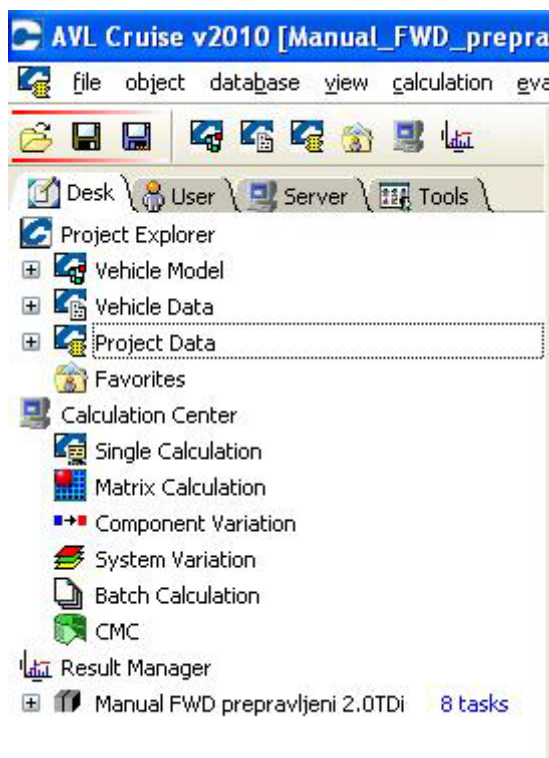 AVL Cruise v2010 [Manual_FWD_prepra
file object database view calculation eva
Desk User Server Tools
Project Explorer
Vehicle Model
Vehicle Data
Project Data
Favorites
Calculation Center
Single Calculation
Matrix Calculation
Component Variation
System Variation
Batch Calculation
CMC
Result Manager
Manual FWD prepravljeni 2.0TDi 8 tasks